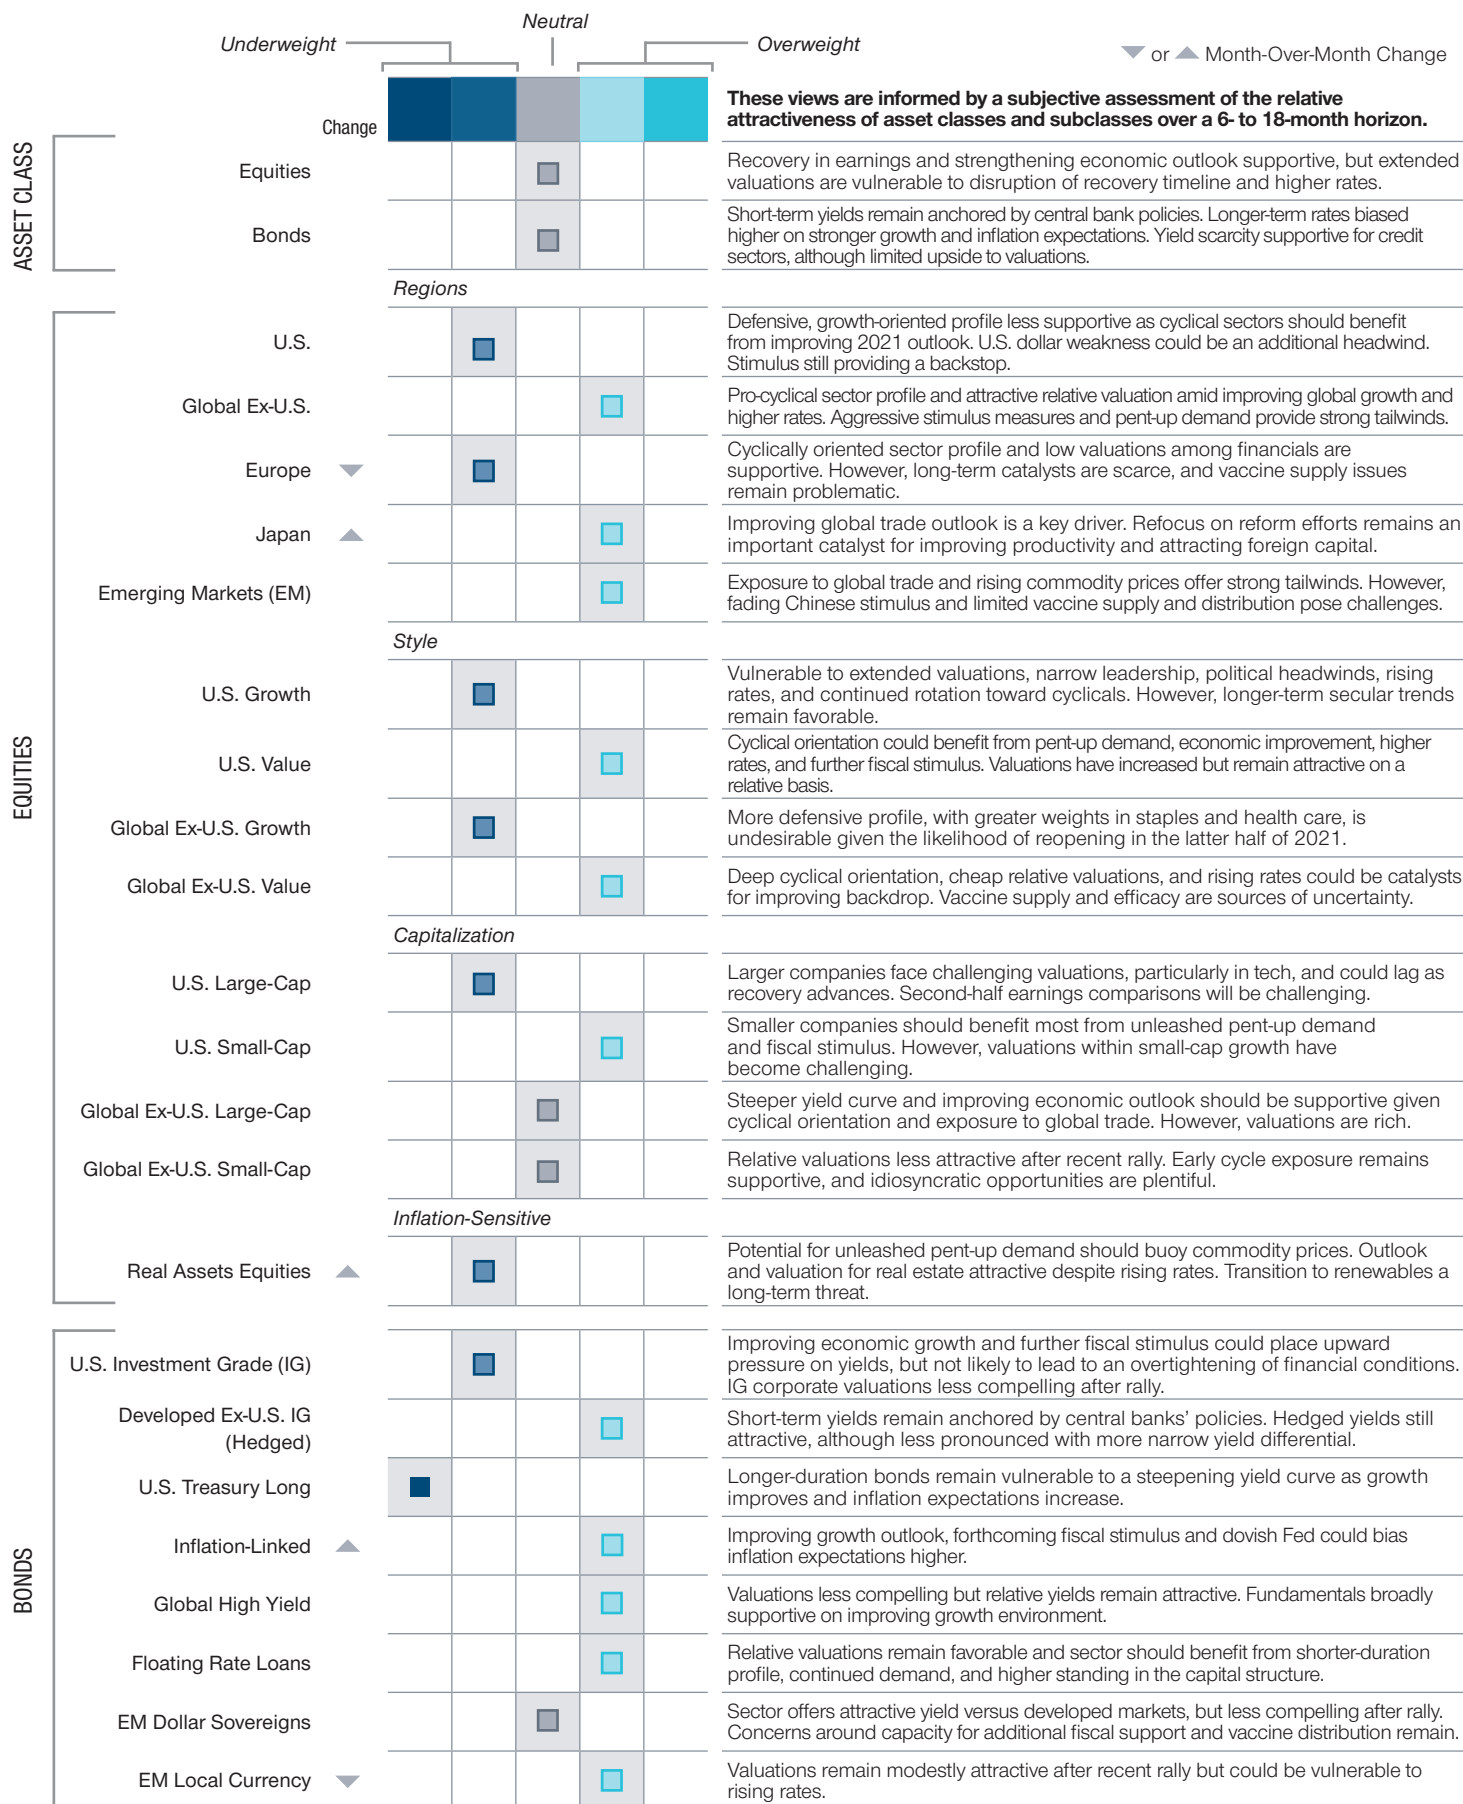 Neutral
Underweight
Overweight
or Month-Over-Month Change
Change
These views are informed by a subjective assessment of the relative
attractiveness of asset classes and subclasses over a 6- to 18-month horizon.
ASSET CLASS
Equities
Recovery in earnings and strengthening economic outlook supportive, but extended
valuations are vulnerable to disruption of recovery timeline and higher rates.
Bonds
Short-term yields remain anchored by central bank policies. Longer-term rates biased
higher on stronger growth and inflation expectations. Yield scarcity supportive for credit
sectors, although limited upside to valuations.
EQUITIES
Regions
U.S.
Defensive, growth-oriented profile less supportive as cyclical sectors should benefit
from improving 2021 outlook. U.S. dollar weakness could be an additional headwind.
Stimulus still providing a backstop.
Global Ex-U.S.
Pro-cyclical sector profile and attractive relative valuation amid improving global growth and
higher rates. Aggressive stimulus measures and pent-up demand provide strong tailwinds.
Europe
Cyclically oriented sector profile and low valuations among financials are
supportive. However, long-term catalysts are scarce, and vaccine supply issues
remain problematic.
Japan
Improving global trade outlook is a key driver. Refocus on reform efforts remains an
important catalyst for improving productivity and attracting foreign capital.
Emerging Markets (EM)
Exposure to global trade and rising commodity prices offer strong tailwinds. However,
fading Chinese stimulus and limited vaccine supply and distribution pose challenges.
Style
U.S. Growth
Vulnerable to extended valuations, narrow leadership, political headwinds, rising
rates, and continued rotation toward cyclicals. However, longer-term secular trends
remain favorable.
U.S. Value
Cyclical orientation could benefit from pent-up demand, economic improvement, higher
rates, and further fiscal stimulus. Valuations have increased but remain attractive on a
relative basis.
Global Ex-U.S. Growth
More defensive profile, with greater weights in staples and health care, is
undesirable given the likelihood of reopening in the latter half of 2021.
Global Ex-U.S. Value
Deep cyclical orientation, cheap relative valuations, and rising rates could be catalysts
for improving backdrop. Vaccine supply and efficacy are sources of uncertainty.
Capitalization
U.S. Large-Cap
Larger companies face challenging valuations, particularly in tech, and could lag as
recovery advances. Second-half earnings comparisons will be challenging.
U.S. Small-Cap
Smaller companies should benefit most from unleashed pent-up demand
and fiscal stimulus. However, valuations within small-cap growth have
become challenging.
Global Ex-U.S. Large-Cap
Steeper yield curve and improving economic outlook should be supportive given
cyclical orientation and exposure to global trade. However, valuations are rich.
Global Ex-U.S. Small-Cap
Relative valuations less attractive after recent rally. Early cycle exposure remains
supportive, and idiosyncratic opportunities are plentiful.
Inflation-Sensitive
Real Assets Equities
Potential for unleashed pent-up demand should buoy commodity prices. Outlook
and valuation for real estate attractive despite rising rates. Transition to renewables a
long-term threat.
BONDS
U.S. Investment Grade (IG)
Improving economic growth and further fiscal stimulus could place upward
pressure on yields, but not likely to lead to an overtightening of financial conditions.
IG corporate valuations less compelling after rally.
Developed Ex-U.S. IG
(Hedged)
Short-term yields remain anchored by central banks’ policies. Hedged yields still
attractive, although less pronounced with more narrow yield differential.
U.S. Treasury Long
Longer-duration bonds remain vulnerable to a steepening yield curve as growth
improves and inflation expectations increase.
Inflation-Linked
Improving growth outlook, forthcoming fiscal stimulus and dovish Fed could bias
inflation expectations higher.
Global High Yield
Valuations less compelling but relative yields remain attractive. Fundamentals broadly
supportive on improving growth environment.
Floating Rate Loans
Relative valuations remain favorable and sector should benefit from shorter-duration
profile, continued demand, and higher standing in the capital structure.
EM Dollar Sovereigns
Sector offers attractive yield versus developed markets, but less compelling after rally.
Concerns around capacity for additional fiscal support and vaccine distribution remain.
EM Local Currency
Valuations remain modestly attractive after recent rally but could be vulnerable to
rising rates.